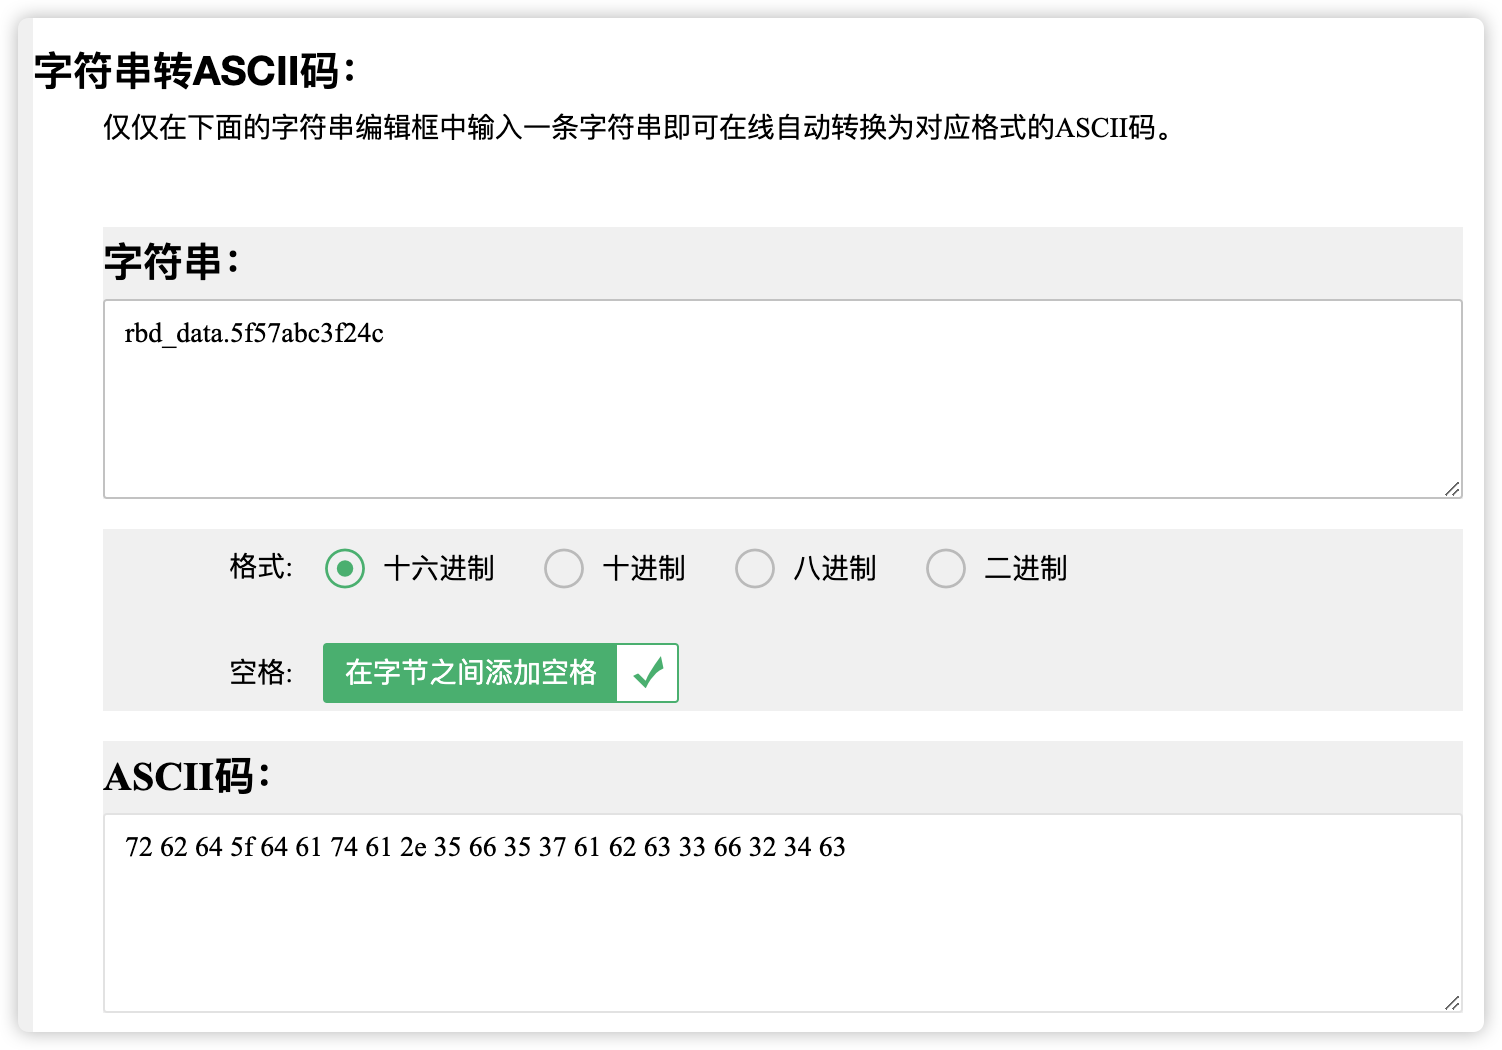 字符串转ASCII码：
仅仅在下面的字符串编辑框中输入一条字符串即可在线自动转换为对应格式的ASCII码。
字符串：
rbd_data.5f57abc3f24c
格式: 十六进制 十进制 八进制 二进制
空格: 在字节之间添加空格
ASCII码：
72 62 64 5f 64 61 74 61 2e 35 66 35 37 61 62 63 33 66 32 34 63